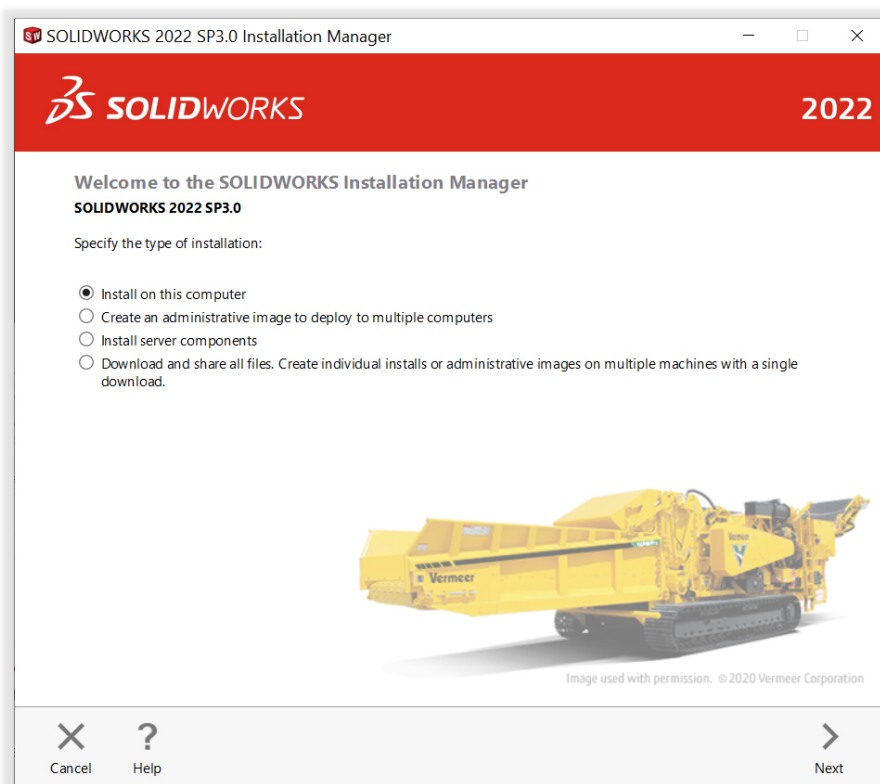 SOLIDWORKS 2022 SP3.0 Installation Manager
SOLIDWORKS
2022
Welcome to the SOLIDWORKS Installation Manager
SOLIDWORKS 2022 SP3.0
Specify the type of installation:
Install on this computer
Create an administrative image to deploy to multiple computers
Install server components
Download and share all files. Create individual installs or administrative images on multiple machines with a single
download.
Vermeer
Vermeer
Image used with permission. © 2020 Vermeer Corporation
Cancel
Help
Next